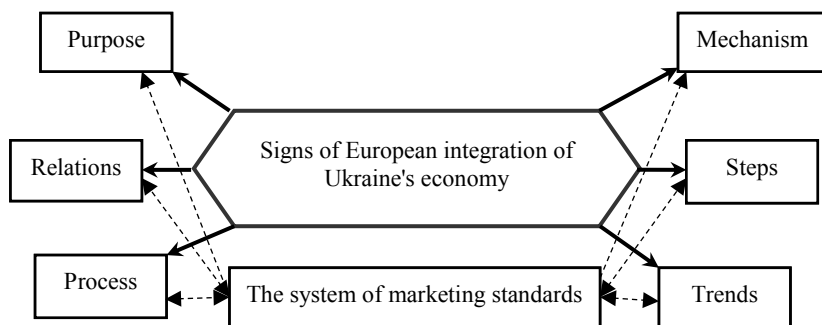 Purpose
Mechanism
Signs of European integration of
Ukraine's economy
Relations
Steps
Process
The system of marketing standards
Trends